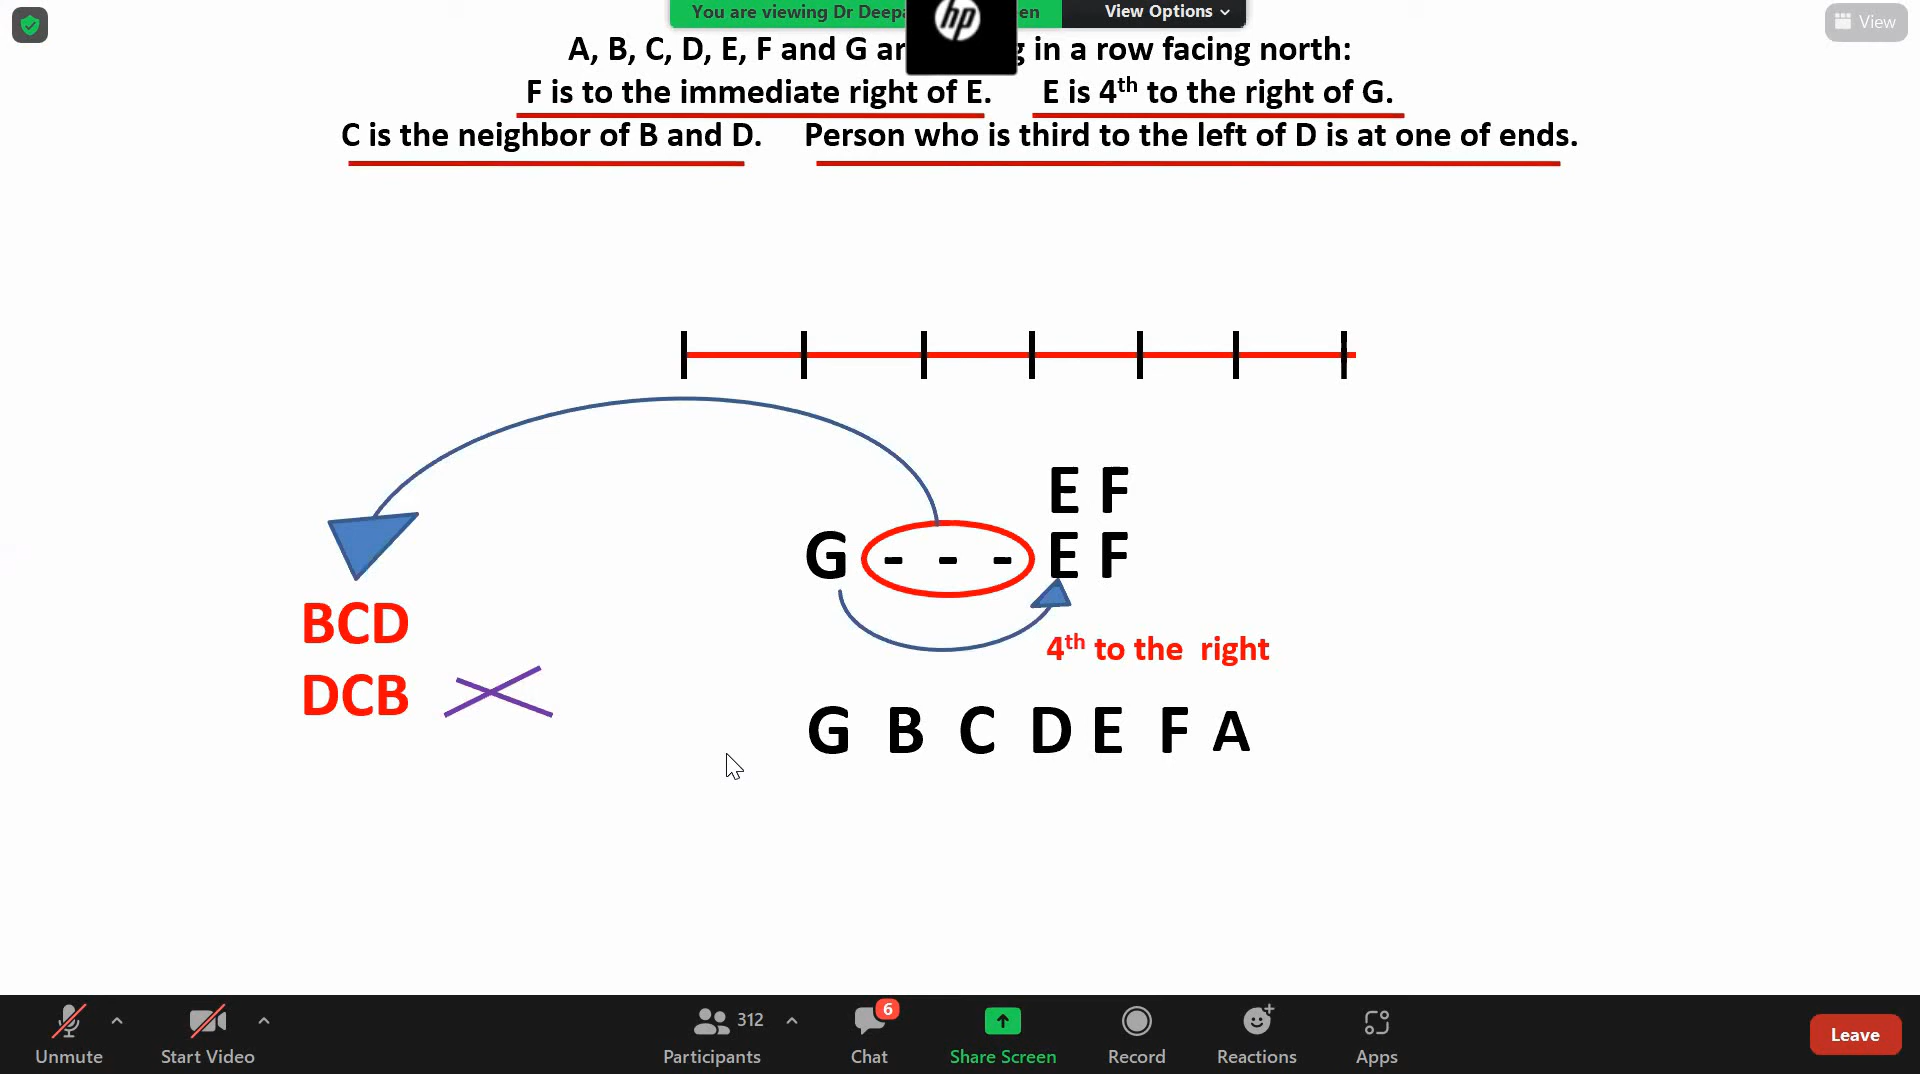 You are viewing Dr Deepa en View Options
View
hp
A, B, C, D, E, F and G ar g in a row facing north:
F is to the immediate right of E. E is 4th to the right of G.
C is the neighbor of B and D. Person who is third to the left of D is at one of ends.
E F
G - - - E F
BCD
4th to the right
DCB
G B C D E F A
312
6
Unmute Start Video Participants Chat Share Screen Record Reactions Apps
Leave